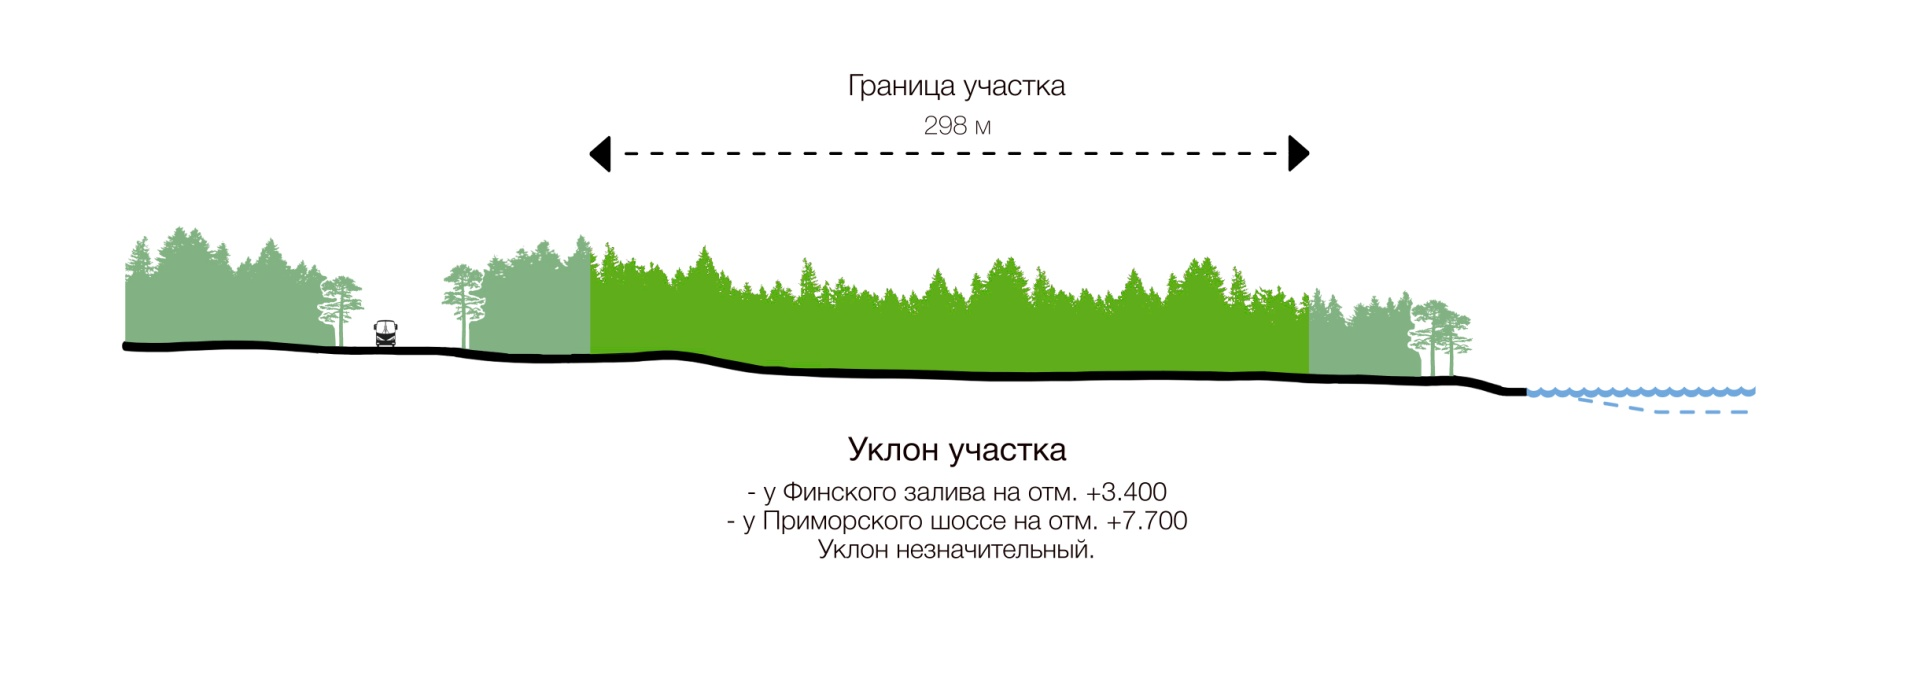 Граница участка
298 м
Уклон участка
- у Финского залива на отм. +3.400
- у Приморского шоссе на отм. +7.700
Уклон незначительный.